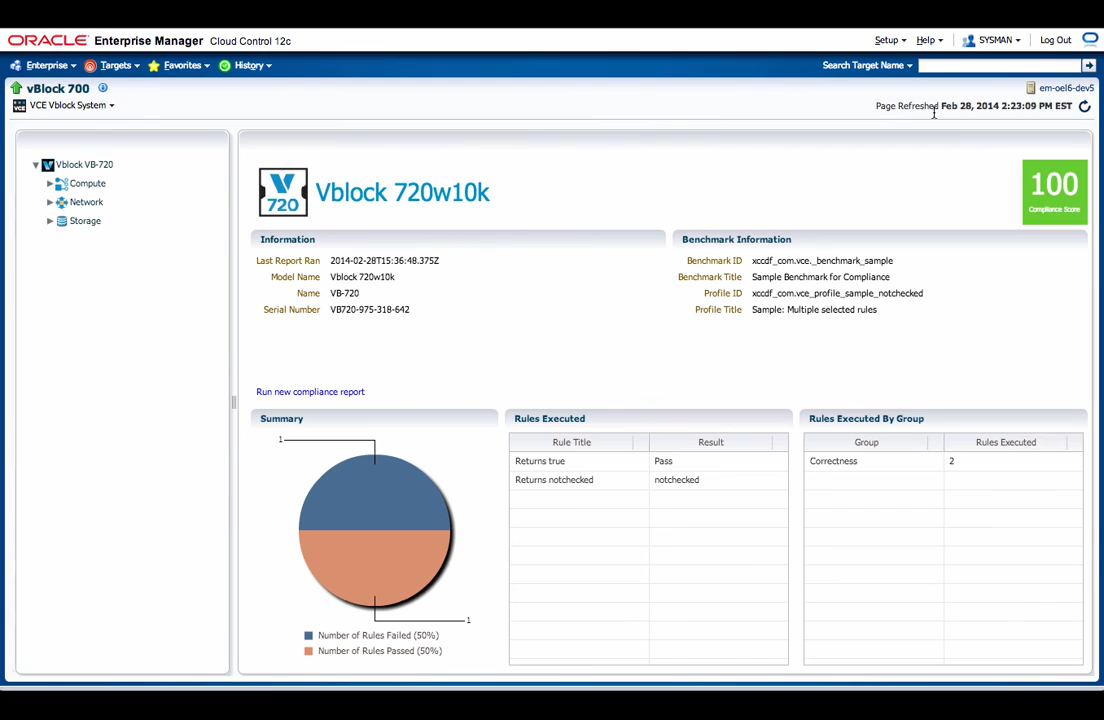 ORACLE Enterprise Manager Cloud Control 12c
Setup Help SYSMAN Log Out
Enterprise Targets Favorites History Search Target Name
vBlock 700
em-oel6-dev5
VCE VCE Vblock System
Page Refreshed Feb 28, 2014 2:23:09 PM EST
Vblock VB-720
Compute
Network
Storage
720 Vblock 720w10k
100
Compliance Score
Information
Last Report Ran 2014-02-28T15:36:48.375Z
Model Name Vblock 720w10k
Name VB-720
Serial Number VB720-975-318-642
Run new compliance report
Benchmark Information
Benchmark ID xccdf_com.vce._benchmark_sample
Benchmark Title Sample Benchmark for Compliance
Profile ID xccdf_com.vce_profile_sample_notchecked
Profile Title Sample: Multiple selected rules
Summary
1
1
Number of Rules Failed (50%)
Number of Rules Passed (50%)
Rules Executed
Rule Title Result
Returns true Pass
Returns notchecked notchecked
Rules Executed By Group
Group Rules Executed
Correctness 2